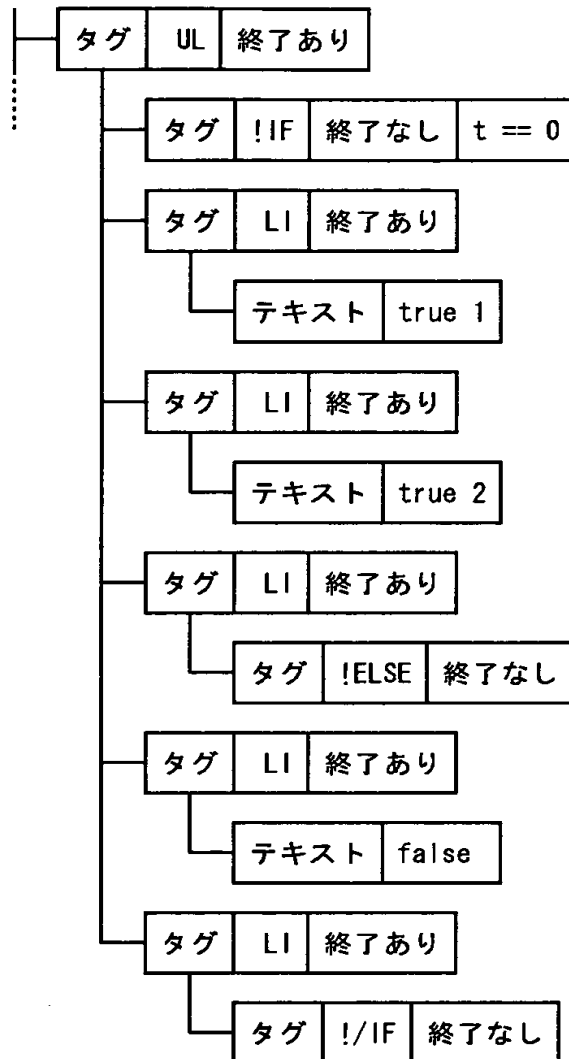 タグ UL 終了あり
タグ !IF 終了なし t == 0
タグ LI 終了あり
テキスト true 1
タグ LI 終了あり
テキスト true 2
タグ LI 終了あり
タグ !ELSE 終了なし
タグ LI 終了あり
テキスト false
タグ LI 終了あり
タグ !/IF 終了なし